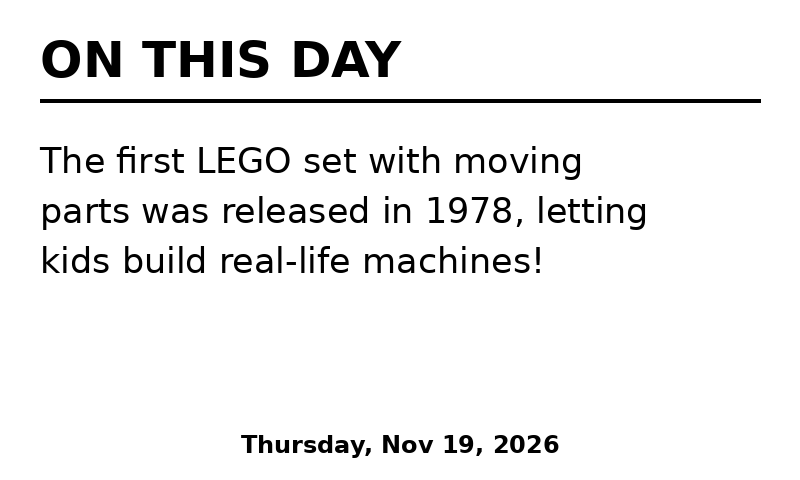 ON THIS DAY
The first LEGO set with moving
parts was released in 1978, letting
kids build real-life machines!
Thursday, Nov 19, 2026